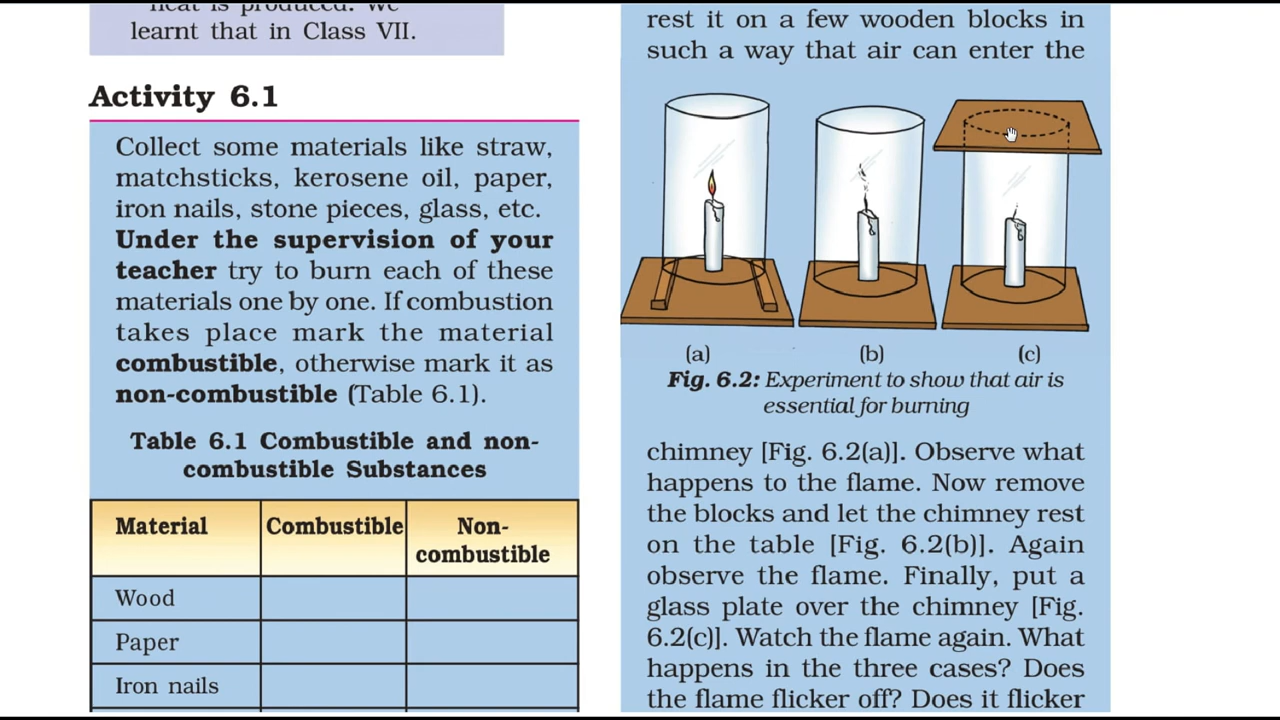 heat is produced. We
learnt that in Class VII.
Activity 6.1
Collect some materials like straw,
matchsticks, kerosene oil, paper,
iron nails, stone pieces, glass, etc.
Under the supervision of your
teacher try to burn each of these
materials one by one. If combustion
takes place mark the material
combustible, otherwise mark it as
non-combustible (Table 6.1).
Table 6.1 Combustible and non-
combustible Substances
Material
Combustible
Non-
combustible
Wood
Paper
Iron nails
rest it on a few wooden blocks in
such a way that air can enter the
(a)
(b)
(c)
Fig. 6.2: Experiment to show that air is
essential for burning
chimney [Fig. 6.2(a)]. Observe what
happens to the flame. Now remove
the blocks and let the chimney rest
on the table [Fig. 6.2(b)]. Again
observe the flame. Finally, put a
glass plate over the chimney [Fig.
6.2(c)]. Watch the flame again. What
happens in the three cases? Does
the flame flicker off? Does it flicker